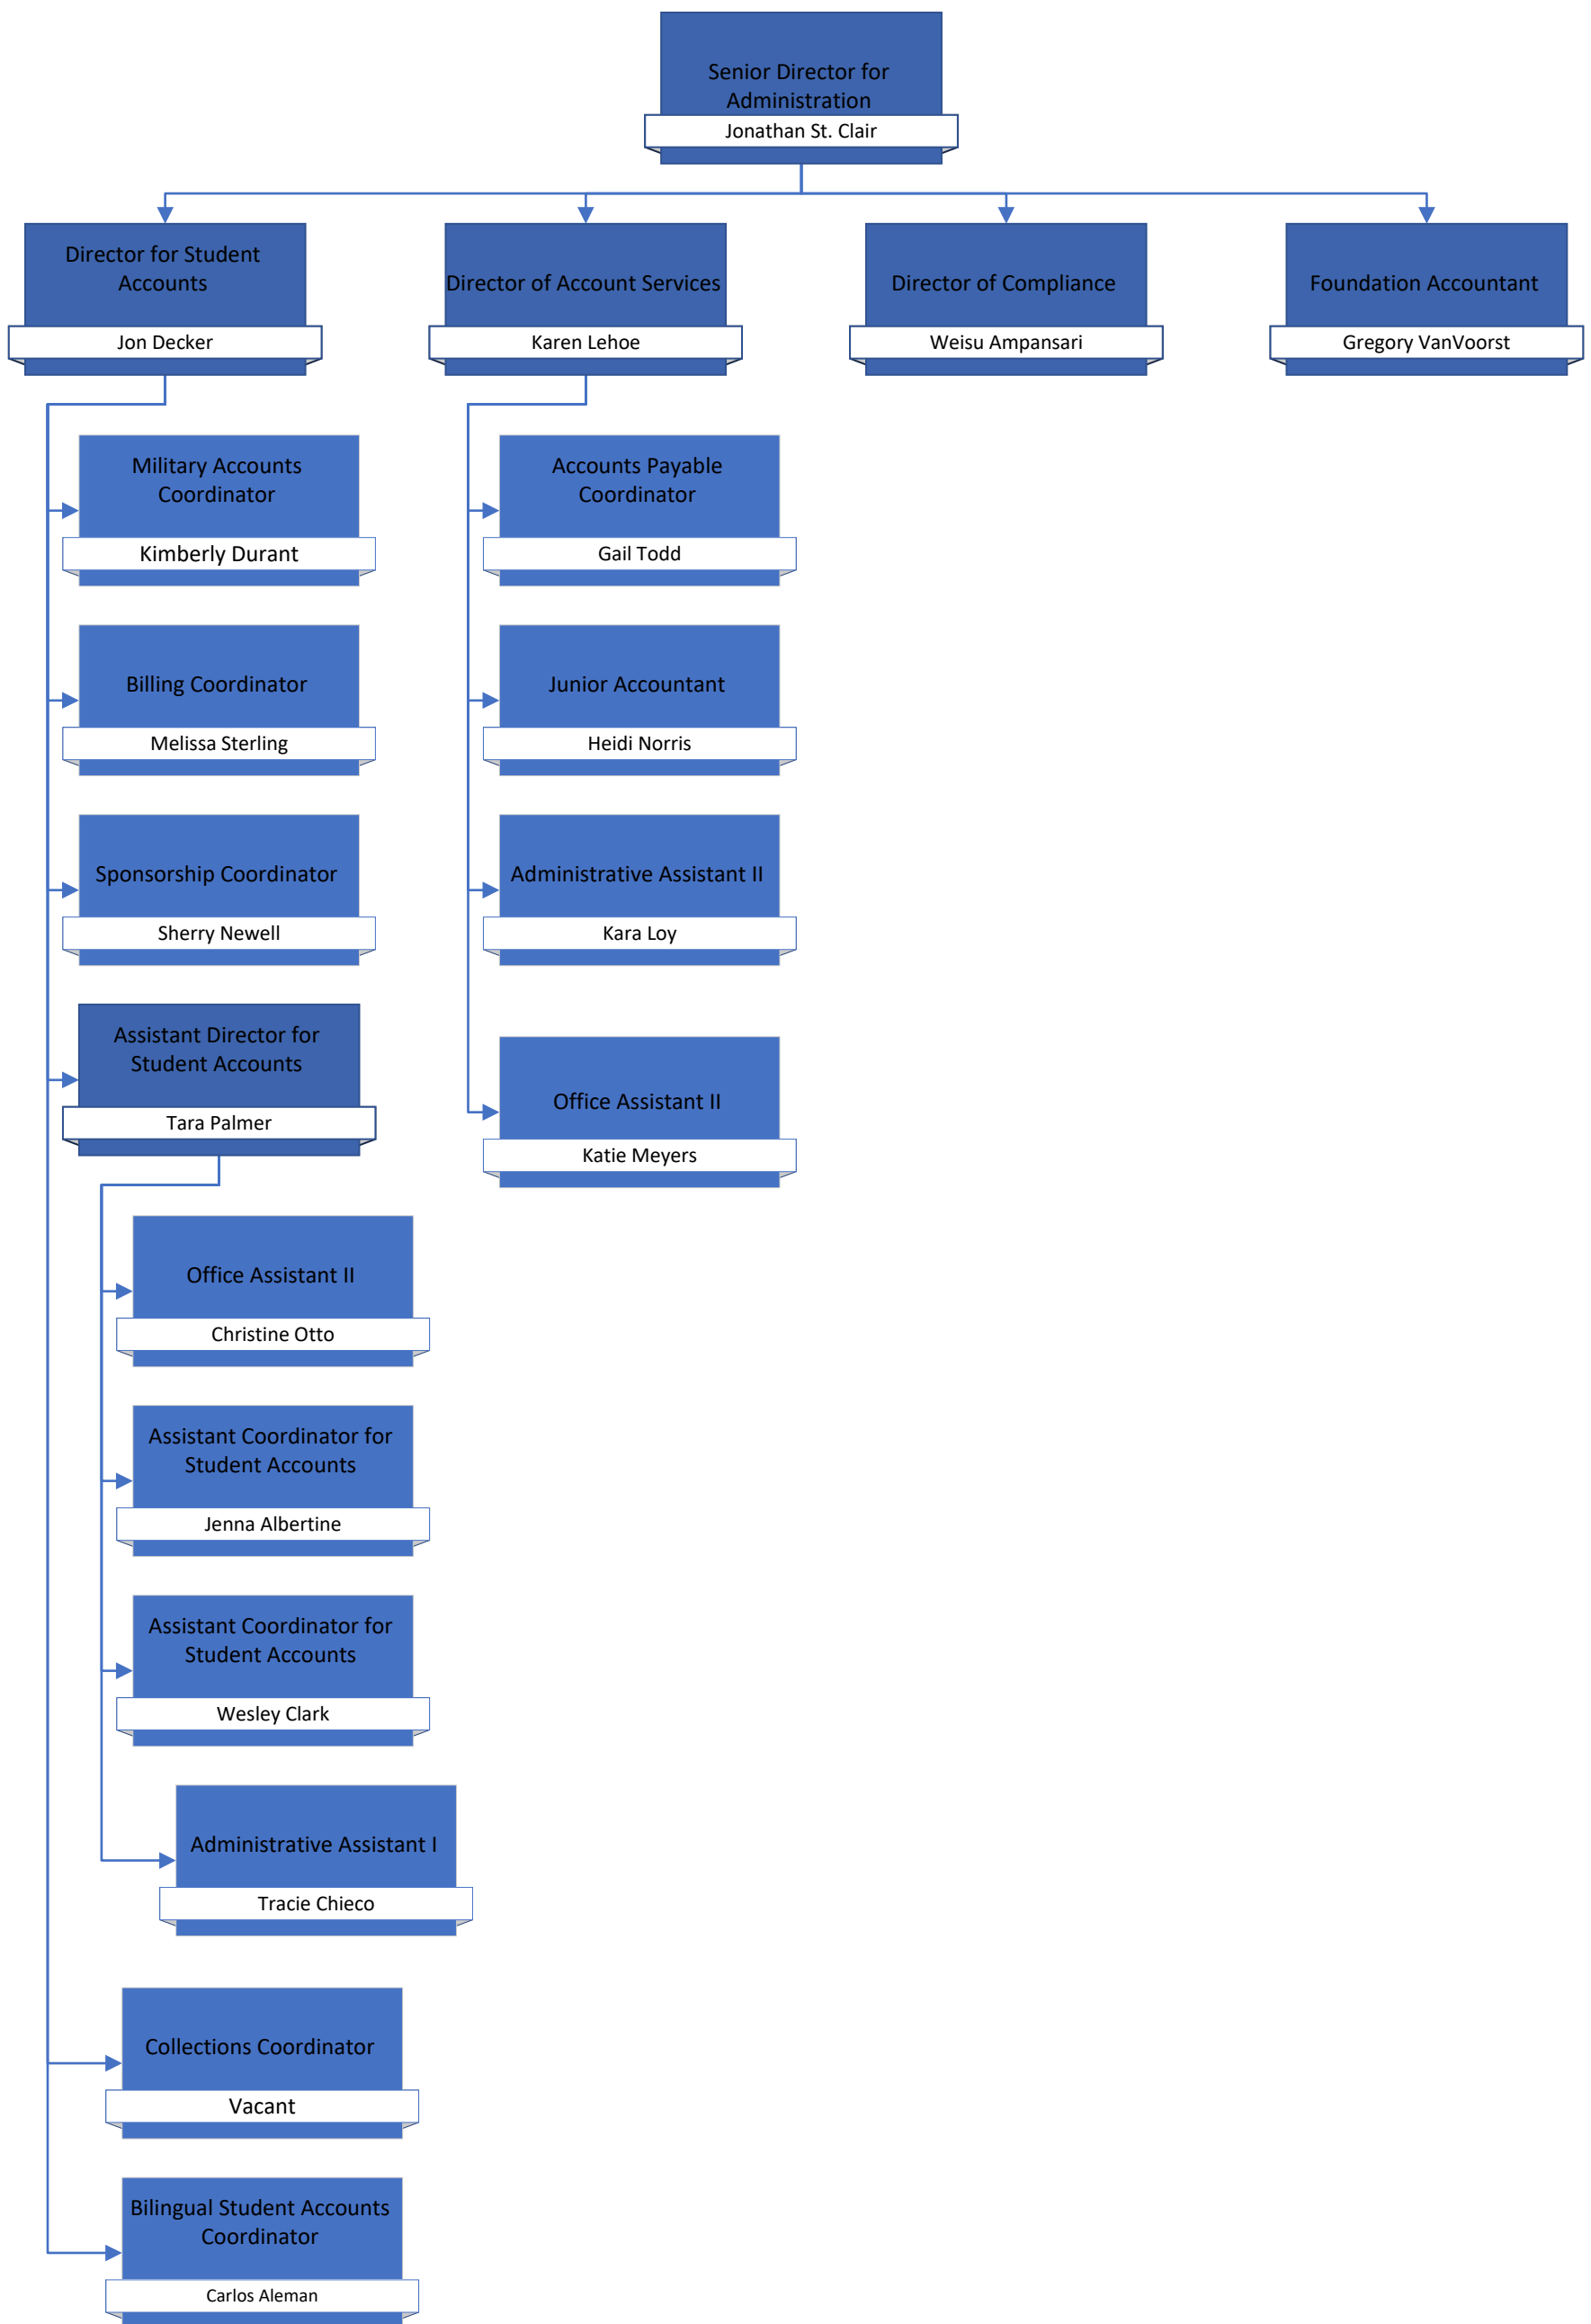 Senior Director for
Administration
Jonathan St. Clair
Director for Student
Accounts
Jon Decker
Director of Account Services
Karen Lehoe
Director of Compliance
Weisu Ampansari
Foundation Accountant
Gregory VanVoorst
Military Accounts
Coordinator
Kimberly Durant
Accounts Payable
Coordinator
Gail Todd
Billing Coordinator
Melissa Sterling
Junior Accountant
Heidi Norris
Sponsorship Coordinator
Sherry Newell
Administrative Assistant II
Kara Loy
Assistant Director for
Student Accounts
Tara Palmer
Office Assistant II
Katie Meyers
Office Assistant II
Christine Otto
Assistant Coordinator for
Student Accounts
Jenna Albertine
Assistant Coordinator for
Student Accounts
Wesley Clark
Administrative Assistant I
Tracie Chieco
Collections Coordinator
Vacant
Bilingual Student Accounts
Coordinator
Carlos Aleman